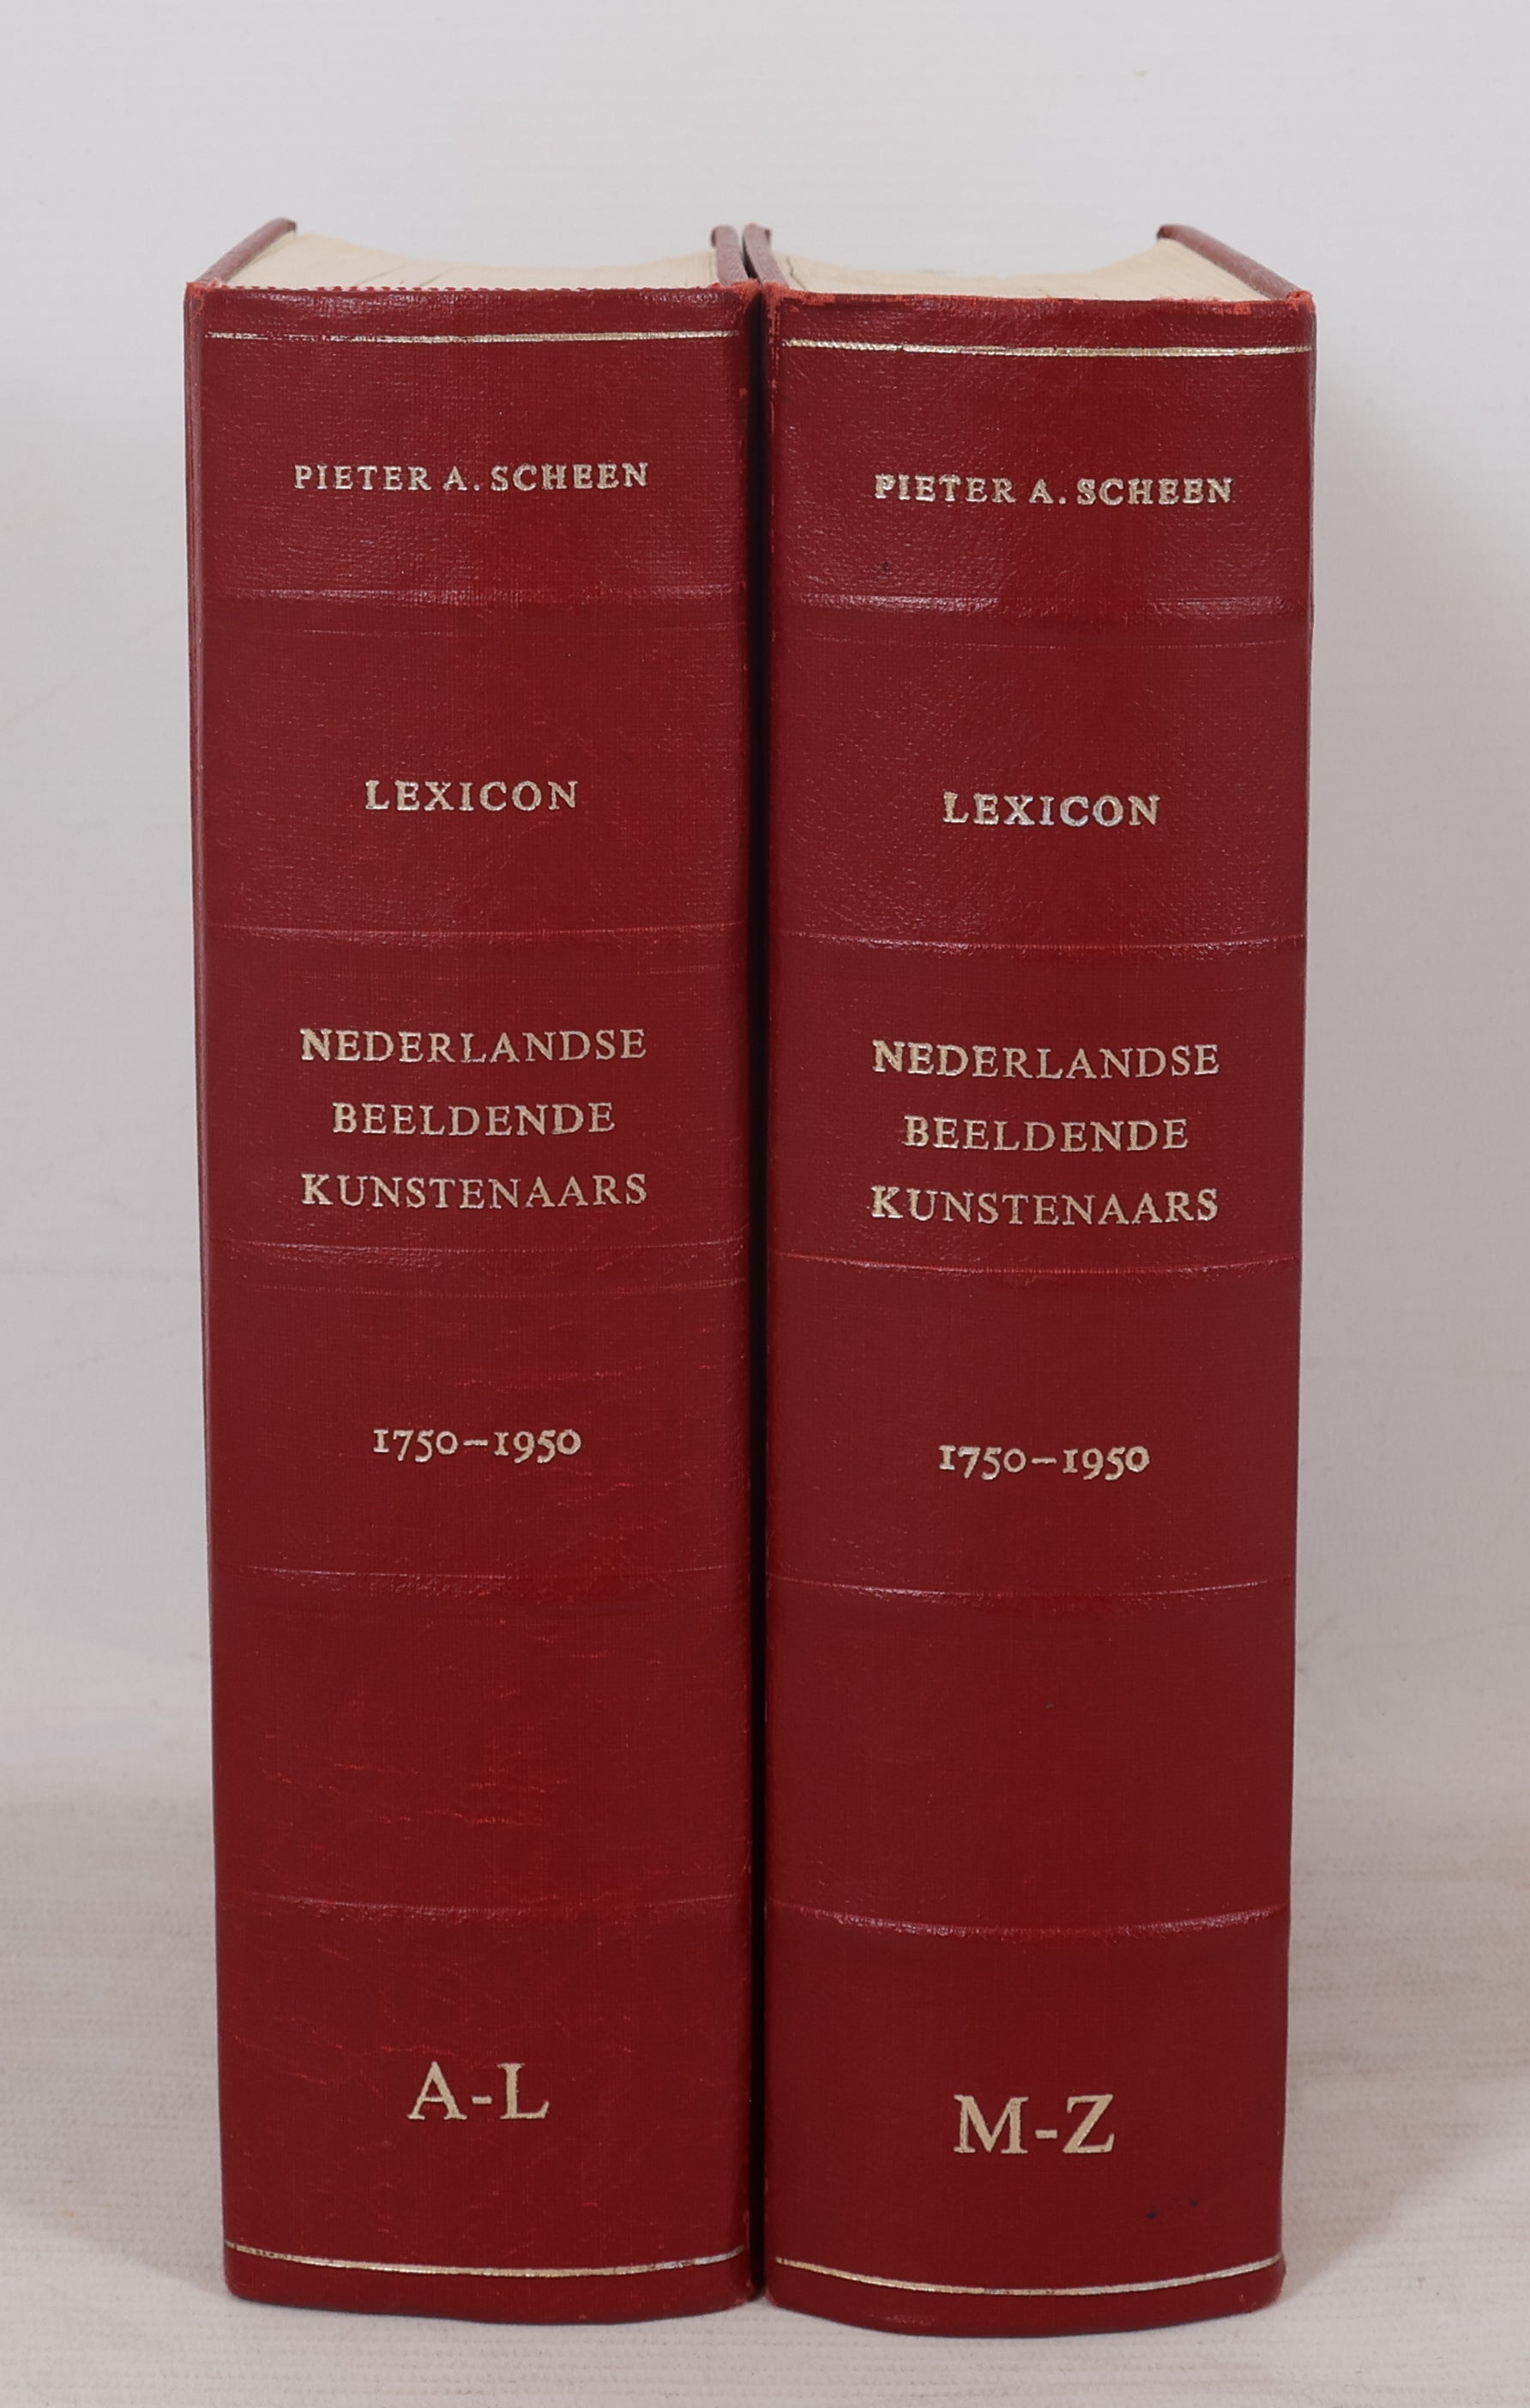 PIETER A. SCHEEN
LEXICON
NEDERLANDSE
BEELDENDE
KUNSTENAARS
1750–1950
A-L
PIETER A. SCHEEN
LEXICON
NEDERLANDSE
BEELDENDE
KUNSTENAARS
1750–1950
M-Z